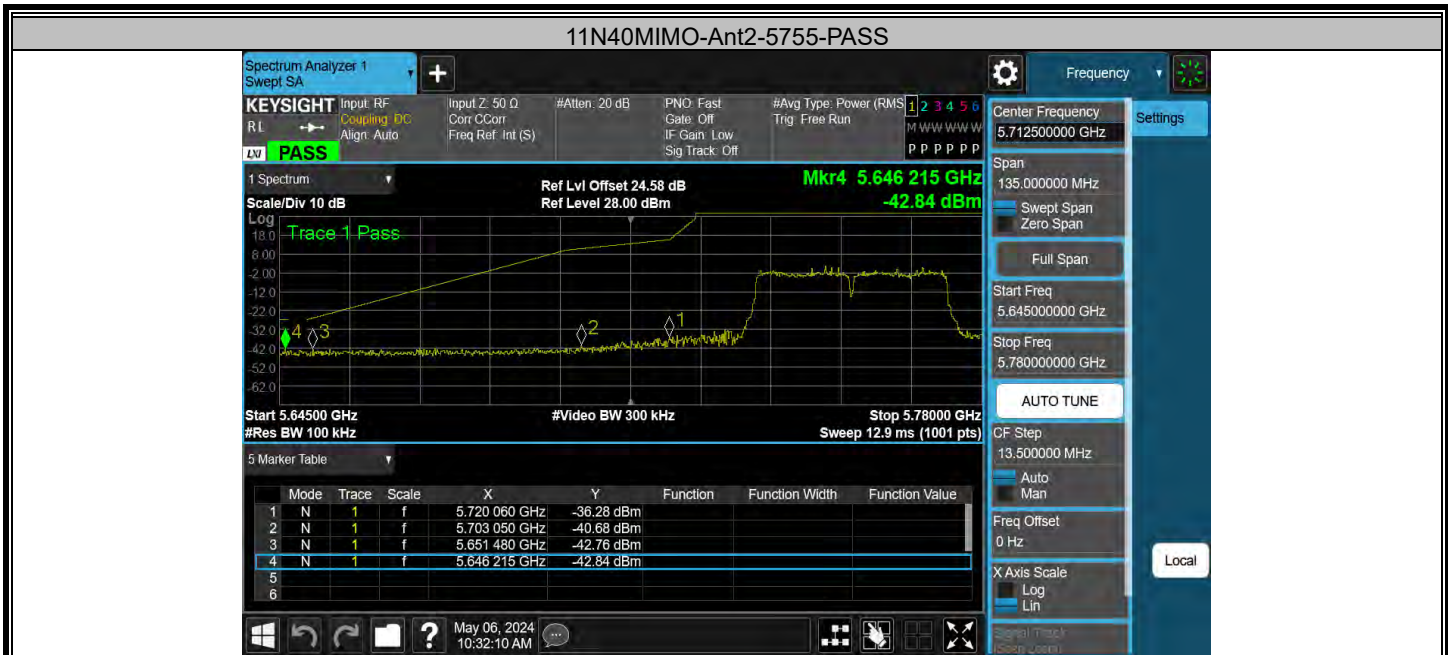 11N40MIMO-Ant2-5755-PASS
Spectrum Analyzer 1
Swept SA
Frequency
KEYSIGHT
RL
LXI
PASS
Input: RF
Coupling: DC
Align: Auto
Input Z: 50 Ω
Corr CCorr
Freq Ref: Int (S)
#Atten: 20 dB
PNO: Fast
Gate: Off
IF Gain: Low
Sig Track: Off
#Avg Type: Power (RMS
Trig: Free Run
1 2 3 4 5 6
M W W W W W
P P P P P P
1 Spectrum
Scale/Div 10 dB
Ref Lvl Offset 24.58 dB
Ref Level 28.00 dBm
Mkr4 5.646 215 GHz
-42.84 dBm
Log
Trace 1 Pass
18.0
8.00
-2.00
-12.0
-22.0
-32.0
-42.0
-52.0
-62.0
4
3
2
1
Start 5.64500 GHz
#Video BW 300 kHz
Stop 5.78000 GHz
#Res BW 100 kHz
Sweep 12.9 ms (1001 pts)
5 Marker Table
Mode Trace Scale X Y Function Function Width Function Value
1 N 1 f 5.720 060 GHz -36.28 dBm
2 N 1 f 5.703 050 GHz -40.68 dBm
3 N 1 f 5.651 480 GHz -42.76 dBm
4 N 1 f 5.646 215 GHz -42.84 dBm
5
6
May 06, 2024
10:32:10 AM
Center Frequency
5.712500000 GHz
Settings
Span
135.000000 MHz
Swept Span
Zero Span
Full Span
Start Freq
5.645000000 GHz
Stop Freq
5.780000000 GHz
AUTO TUNE
CF Step
13.500000 MHz
Auto
Man
Freq Offset
0 Hz
X Axis Scale
Log
Lin
Local
Signal Track
(Span Zoom)